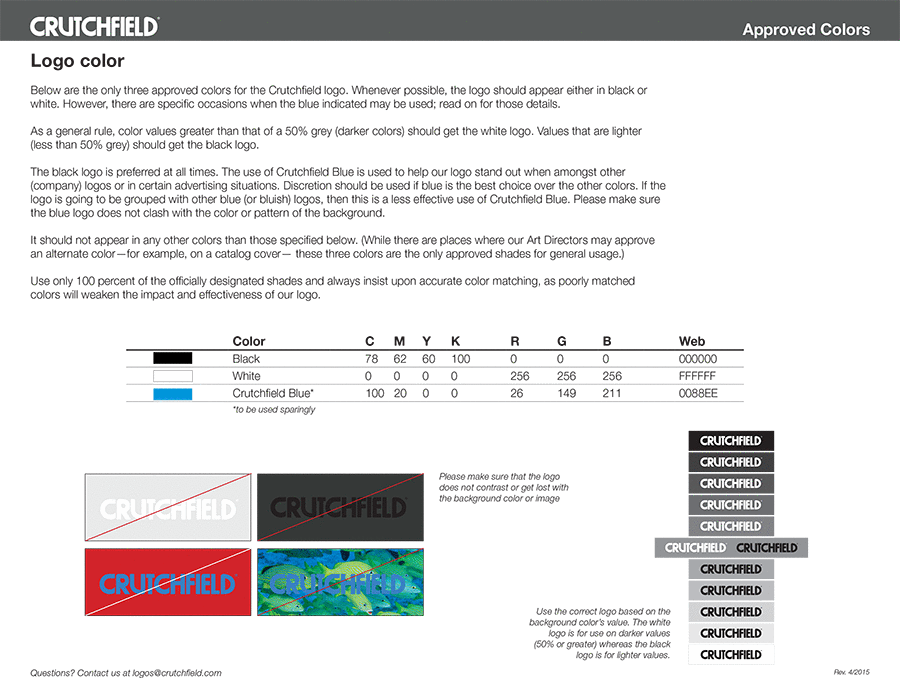 CRUTCHFIELD®
Approved Colors
Logo color
Below are the only three approved colors for the Crutchfield logo. Whenever possible, the logo should appear either in black or
white. However, there are specific occasions when the blue indicated may be used; read on for those details.
As a general rule, color values greater than that of a 50% grey (darker colors) should get the white logo. Values that are lighter
(less than 50% grey) should get the black logo.
The black logo is preferred at all times. The use of Crutchfield Blue is used to help our logo stand out when amongst other
(company) logos or in certain advertising situations. Discretion should be used if blue is the best choice over the other colors. If the
logo is going to be grouped with other blue (or bluish) logos, then this is a less effective use of Crutchfield Blue. Please make sure
the blue logo does not clash with the color or pattern of the background.
It should not appear in any other colors than those specified below. (While there are places where our Art Directors may approve
an alternate color—for example, on a catalog cover— these three colors are the only approved shades for general usage.)
Use only 100 percent of the officially designated shades and always insist upon accurate color matching, as poorly matched
colors will weaken the impact and effectiveness of our logo.
Color C M Y K R G B Web
Black 78 62 60 100 0 0 0 000000
White 0 0 0 0 256 256 256 FFFFFF
Crutchfield Blue* 100 20 0 0 26 149 211 0088EE
*to be used sparingly
CRUTCHFIELD
CRUTCHFIELD
CRUTCHFIELD
CRUTCHFIELD
Please make sure that the logo
does not contrast or get lost with
the background color or image
CRUTCHFIELD
CRUTCHFIELD
CRUTCHFIELD
CRUTCHFIELD
CRUTCHFIELD
CRUTCHFIELD CRUTCHFIELD
CRUTCHFIELD
CRUTCHFIELD
CRUTCHFIELD
CRUTCHFIELD
CRUTCHFIELD
Use the correct logo based on the
background color's value. The white
logo is for use on darker values
(50% or greater) whereas the black
logo is for lighter values.
Questions? Contact us at logos@crutchfield.com
Rev. 4/2015